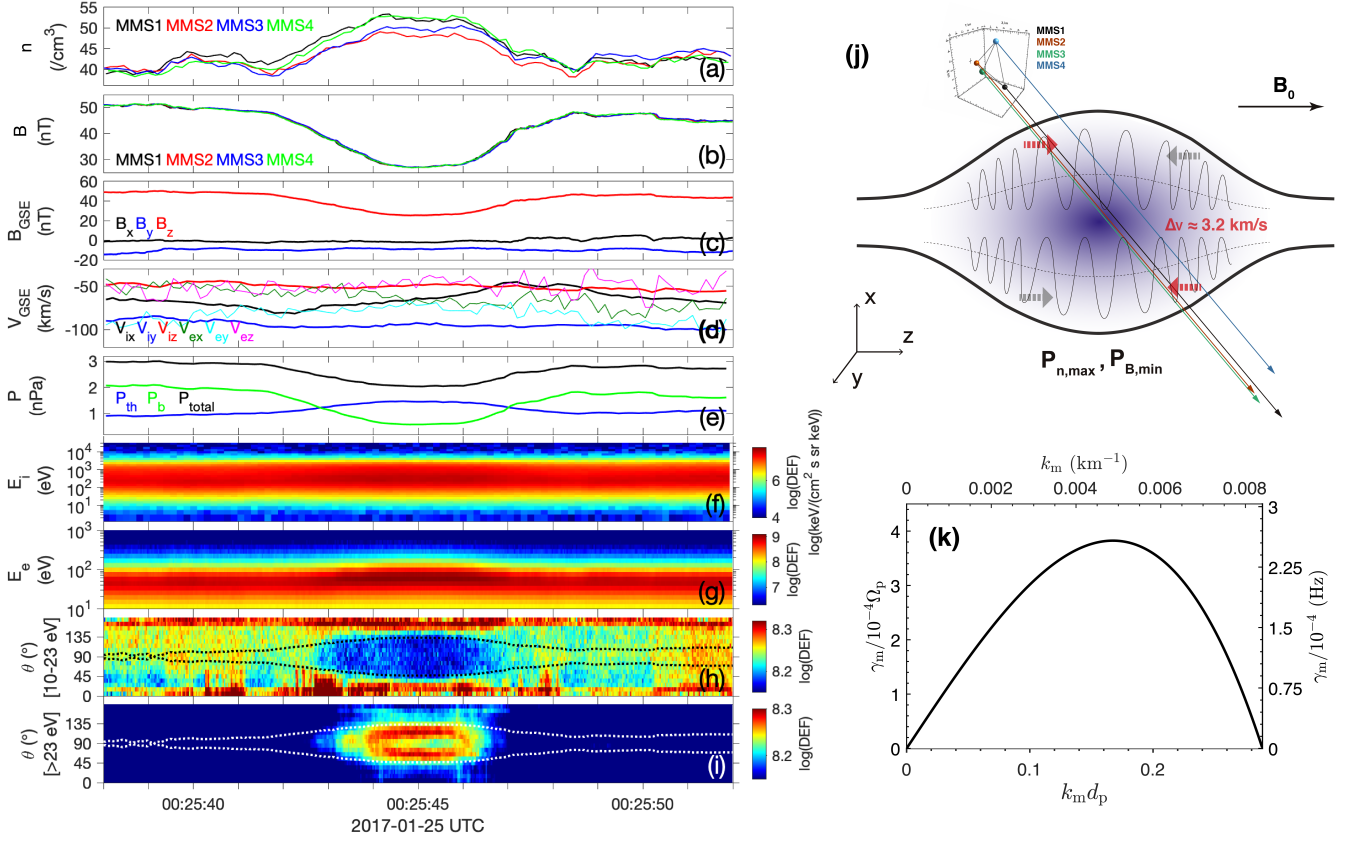 55
50
45
40
n
(/cm³)
MMS1 MMS2 MMS3 MMS4
(a)
50
40
30
B
(nT)
MMS1 MMS2 MMS3 MMS4
(b)
60
40
20
0
-20
B_GSE
(nT)
B_x B_y B_z
(c)
-50
-100
V_GSE
(km/s)
V_ix V_iy V_iz V_ex V_ey V_ez
(d)
3
2
1
P
(nPa)
P_th P_b P_total
(e)
10⁴
10³
10²
10¹
E_i
(eV)
(f)
6
4
log(DEF)
log(keV/(cm² s sr keV))
10³
10²
10¹
E_e
(eV)
(g)
9
8
7
log(DEF)
135
90
45
0
θ (°)
[10-23 eV]
(h)
8.3
8.2
log(DEF)
135
90
45
0
θ (°)
[>23 eV]
(i)
8.3
8.2
log(DEF)
00:25:40 00:25:45 00:25:50
2017-01-25 UTC
(j)
MMS1
MMS2
MMS3
MMS4
B₀
Δv ≈ 3.2 km/s
x
z
y
P_n,max , P_B,min
k_m (km⁻¹)
0 0.002 0.004 0.006 0.008
(k)
4
3
2
1
0
γ_m/10⁻⁴Ω_p
3
2.25
1.5
0.75
0
γ_m/10⁻⁴ (Hz)
0 0.1 0.2
k_m d_p